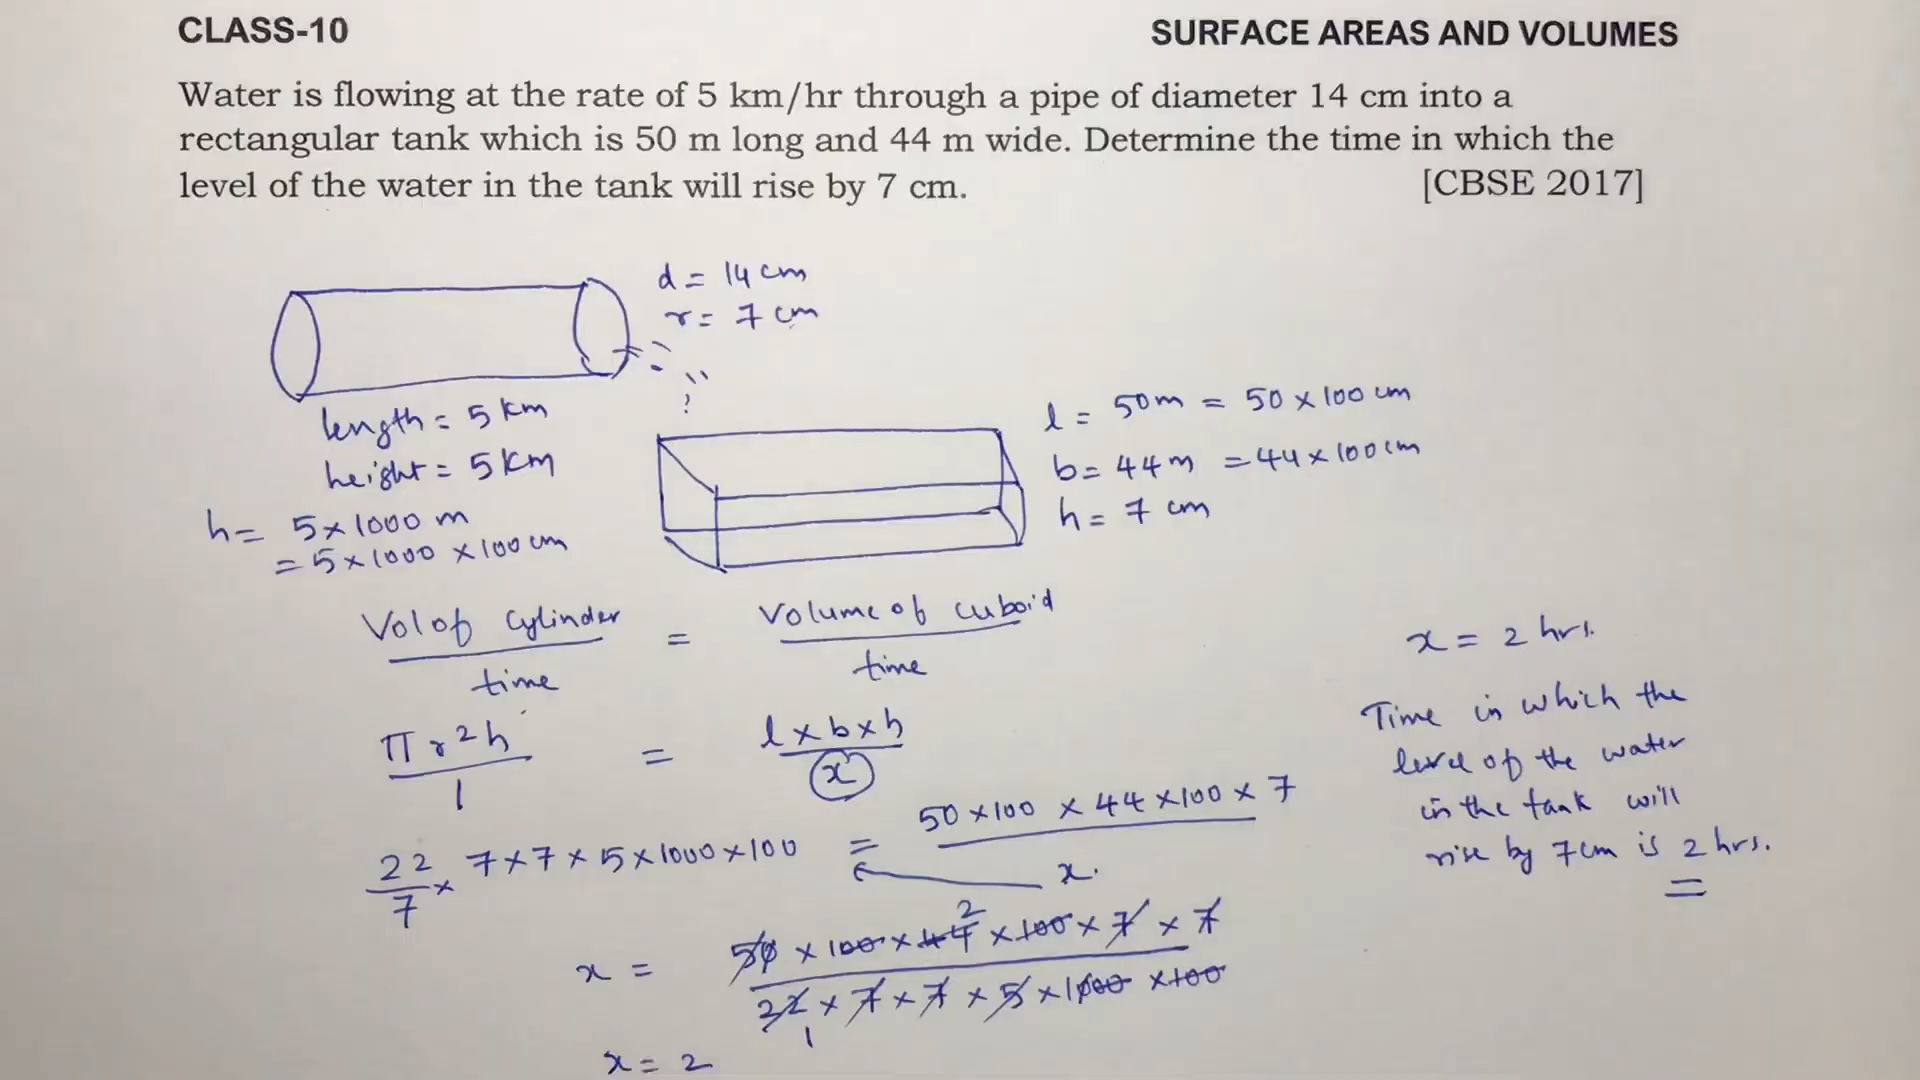 CLASS-10
SURFACE AREAS AND VOLUMES
Water is flowing at the rate of 5 km/hr through a pipe of diameter 14 cm into a
rectangular tank which is 50 m long and 44 m wide. Determine the time in which the
level of the water in the tank will rise by 7 cm.
[CBSE 2017]
d = 14 cm
r = 7 cm
length = 5 km
height = 5 km
h = 5 × 1000 m
= 5 × 1000 × 100 cm
l = 50m = 50 × 100 cm
b = 44m = 44 × 100 cm
h = 7 cm
Vol of cylinder / time = Volume of cuboid / time
π r² h / 1 = l × b × h / x
22/7 × 7 × 7 × 5 × 1000 × 100 = 50 × 100 × 44 × 100 × 7 / x.
x = 50 × 100 × 44 × 100 × 7 × 7 / 22 × 7 × 7 × 5 × 1000 × 100
2
1
x = 2
x = 2 hrs.
Time in which the
level of the water
in the tank will
rise by 7cm is 2 hrs.